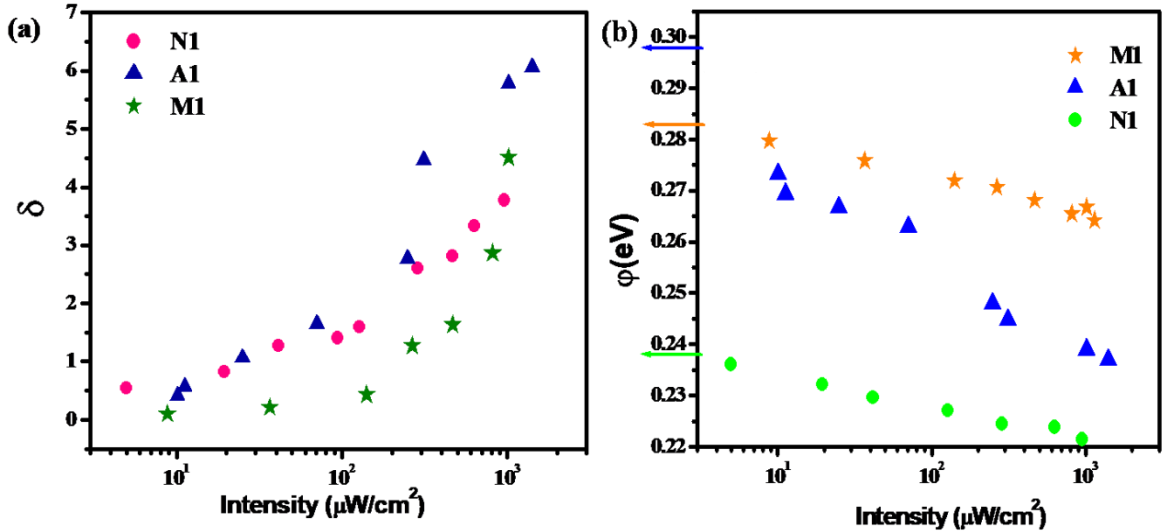 (a)
N1
A1
M1
7
6
5
4
3
2
1
0
δ
10¹ 10² 10³
Intensity (μW/cm²)
(b)
M1
A1
N1
0.30
0.29
0.28
0.27
0.26
0.25
0.24
0.23
0.22
φ(eV)
10¹ 10² 10³
Intensity (μW/cm²)